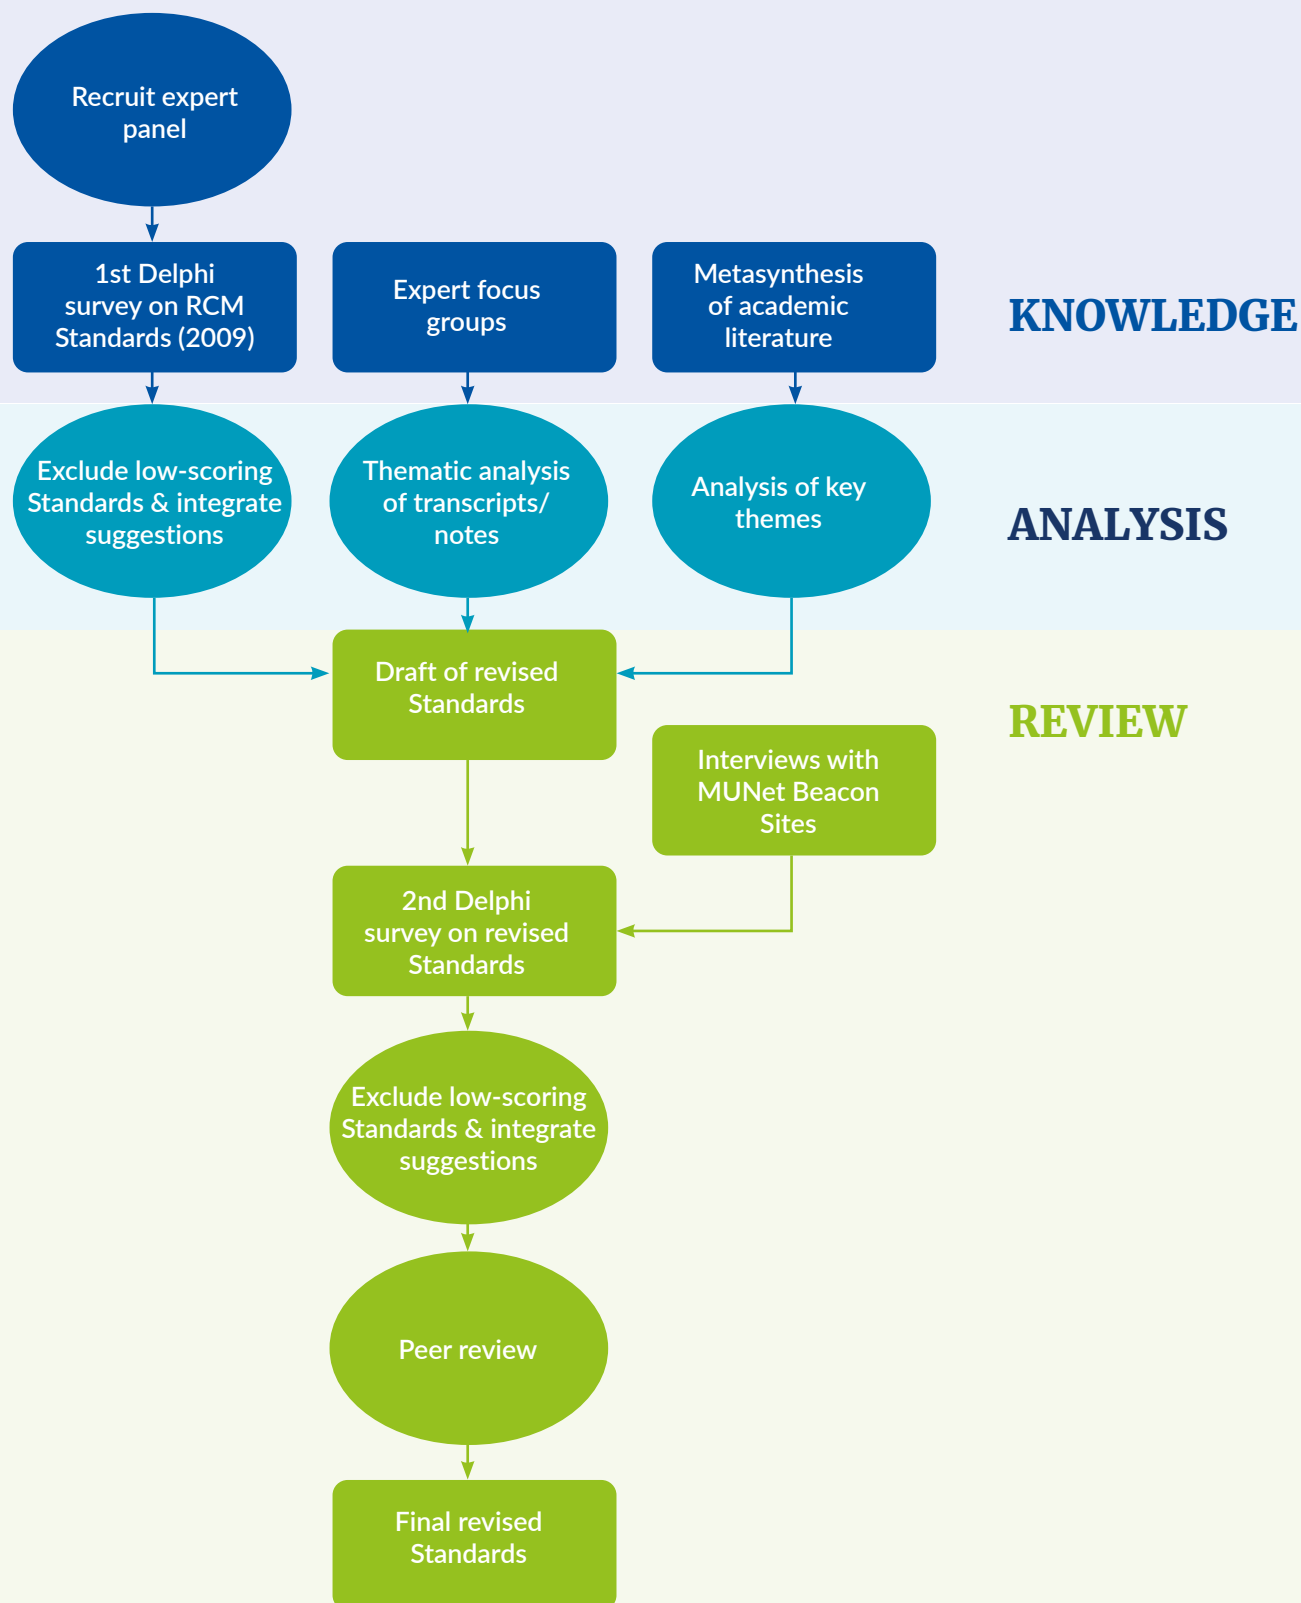 Recruit expert
panel
1st Delphi
survey on RCM
Standards (2009)
Expert focus
groups
Metasynthesis
of academic
literature
KNOWLEDGE
Exclude low-scoring
Standards & integrate
suggestions
Thematic analysis
of transcripts/
notes
Analysis of key
themes
ANALYSIS
Draft of revised
Standards
REVIEW
Interviews with
MUNet Beacon
Sites
2nd Delphi
survey on revised
Standards
Exclude low-scoring
Standards & integrate
suggestions
Peer review
Final revised
Standards